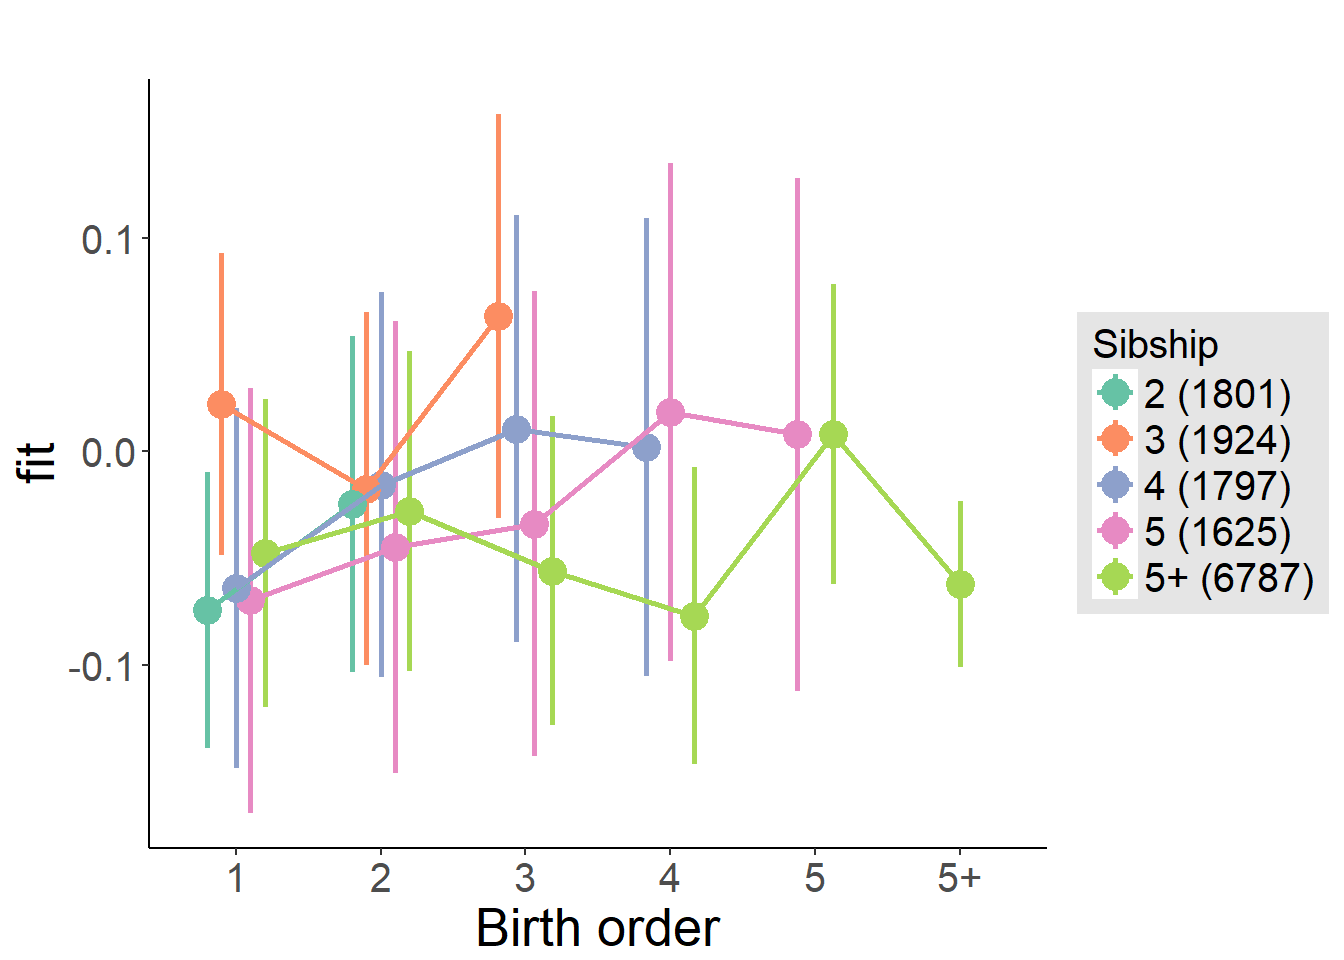 0.1
0.0
-0.1
fit
1 2 3 4 5 5+
Birth order
Sibship
2 (1801)
3 (1924)
4 (1797)
5 (1625)
5+ (6787)